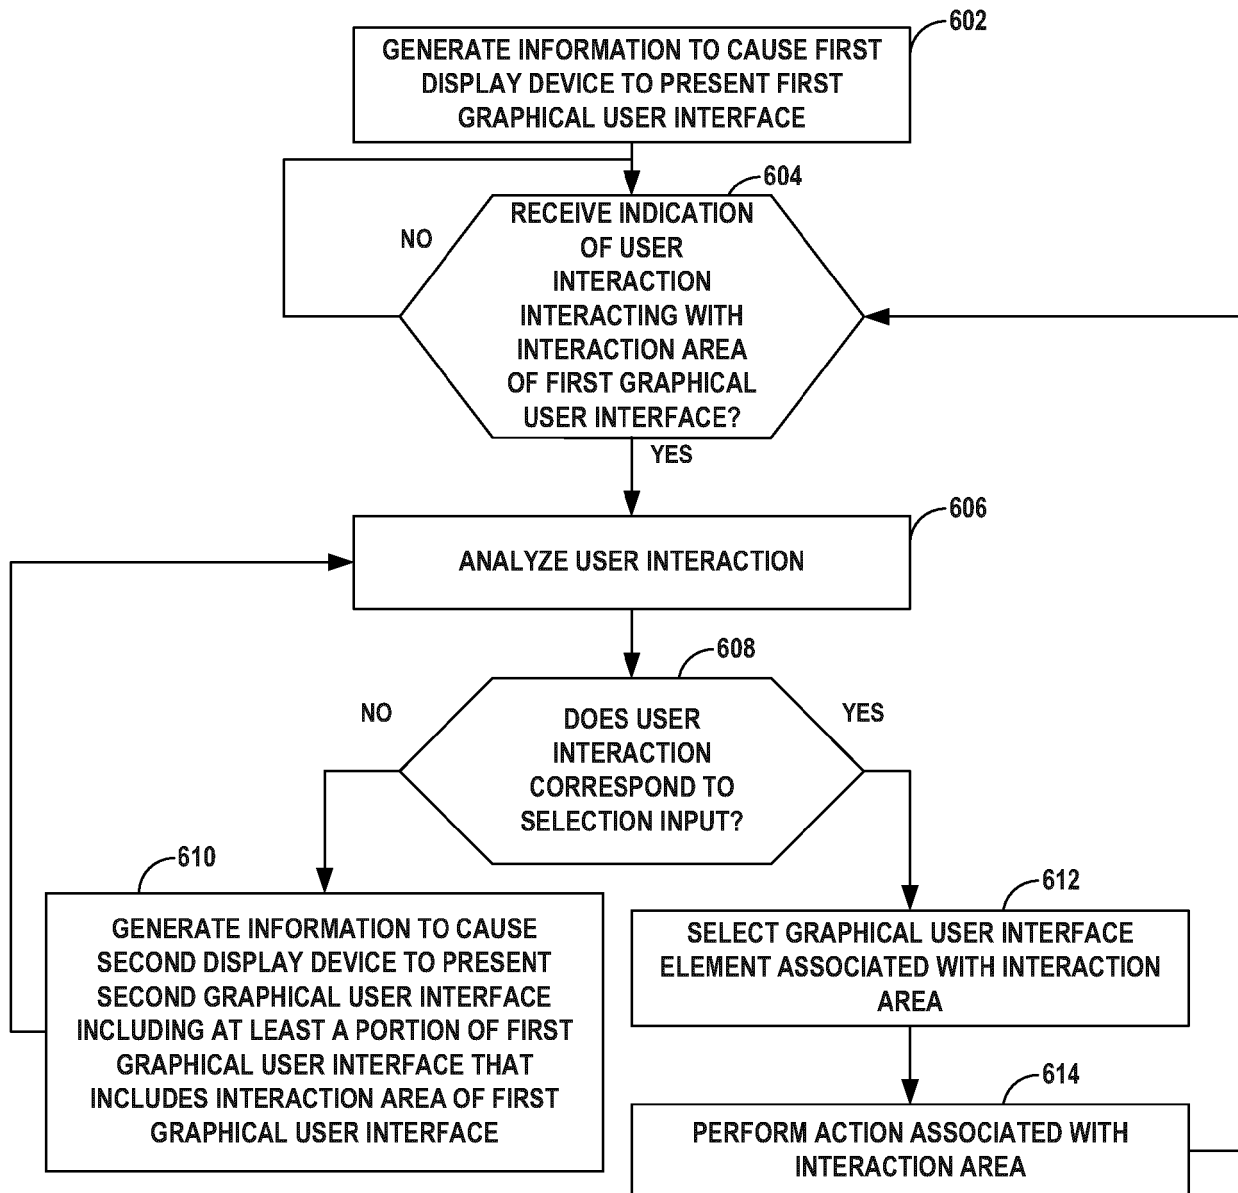 602
GENERATE INFORMATION TO CAUSE FIRST
DISPLAY DEVICE TO PRESENT FIRST
GRAPHICAL USER INTERFACE
604
RECEIVE INDICATION
OF USER
INTERACTION
INTERACTING WITH
INTERACTION AREA
OF FIRST GRAPHICAL
USER INTERFACE?
NO
YES
606
ANALYZE USER INTERACTION
608
DOES USER
INTERACTION
CORRESPOND TO
SELECTION INPUT?
NO
YES
610
GENERATE INFORMATION TO CAUSE
SECOND DISPLAY DEVICE TO PRESENT
SECOND GRAPHICAL USER INTERFACE
INCLUDING AT LEAST A PORTION OF FIRST
GRAPHICAL USER INTERFACE THAT
INCLUDES INTERACTION AREA OF FIRST
GRAPHICAL USER INTERFACE
612
SELECT GRAPHICAL USER INTERFACE
ELEMENT ASSOCIATED WITH INTERACTION
AREA
614
PERFORM ACTION ASSOCIATED WITH
INTERACTION AREA